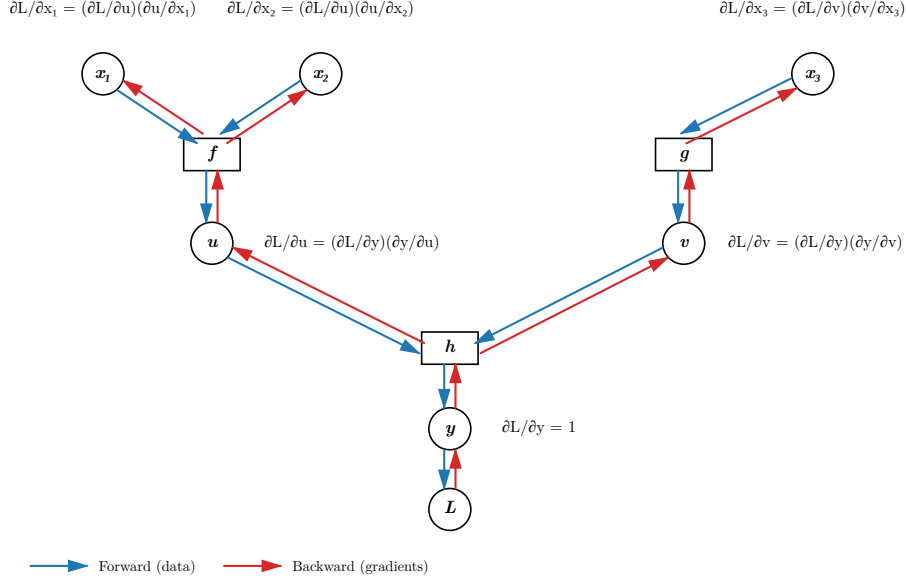 ∂L/∂x₁ = (∂L/∂u)(∂u/∂x₁) ∂L/∂x₂ = (∂L/∂u)(∂u/∂x₂) ∂L/∂x₃ = (∂L/∂v)(∂v/∂x₃)
x₁ x₂ x₃
f g
u ∂L/∂u = (∂L/∂y)(∂y/∂u) v ∂L/∂v = (∂L/∂y)(∂y/∂v)
h
y ∂L/∂y = 1
L
Forward (data) Backward (gradients)